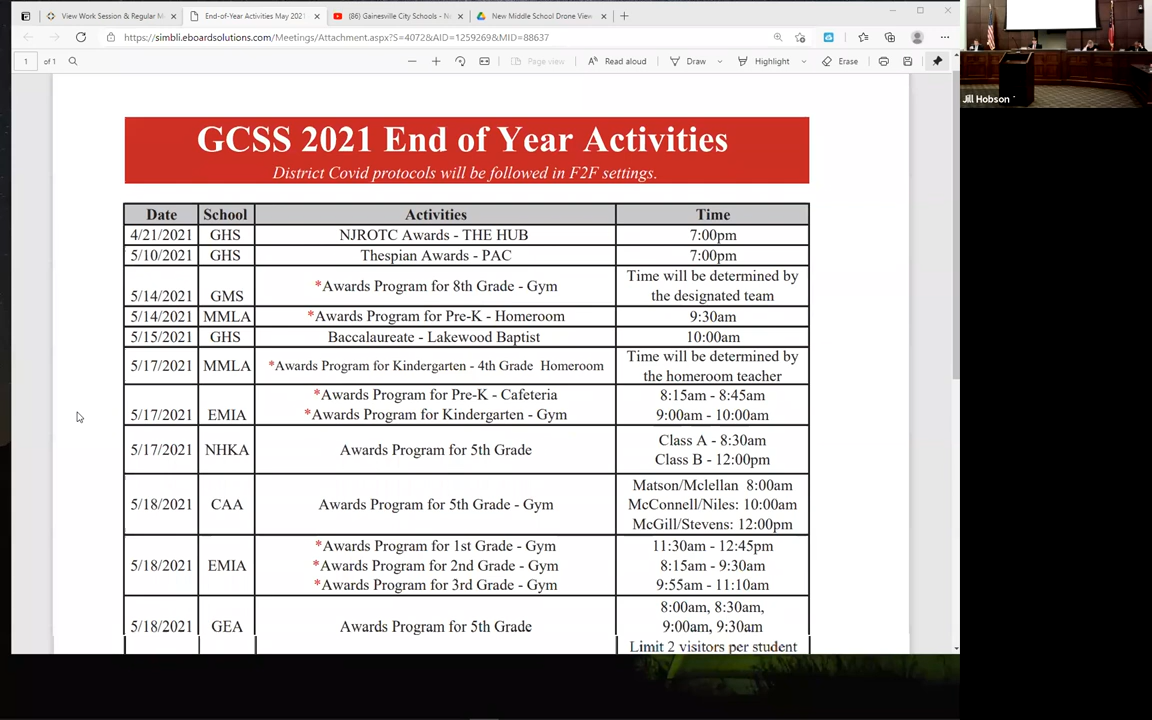 View Work Session & Regular M
End-of-Year Activities May 2021
(86) Gainesville City Schools - N
New Middle School Drone View
https://simbli.eboardsolutions.com/Meetings/Attachment.aspx?S=4072&AID=1259269&MID=88637
1 of 1
Page view
Read aloud
Draw
Highlight
Erase
Jill Hobson
GCSS 2021 End of Year Activities
District Covid protocols will be followed in F2F settings.
Date School Activities Time
4/21/2021 GHS NJROTC Awards - THE HUB 7:00pm
5/10/2021 GHS Thespian Awards - PAC 7:00pm
5/14/2021 GMS *Awards Program for 8th Grade - Gym Time will be determined by
the designated team
5/14/2021 MMLA *Awards Program for Pre-K - Homeroom 9:30am
5/15/2021 GHS Baccalaureate - Lakewood Baptist 10:00am
5/17/2021 MMLA *Awards Program for Kindergarten - 4th Grade Homeroom Time will be determined by
the homeroom teacher
*Awards Program for Pre-K - Cafeteria 8:15am - 8:45am
5/17/2021 EMIA *Awards Program for Kindergarten - Gym 9:00am - 10:00am
5/17/2021 NHKA Awards Program for 5th Grade Class A - 8:30am
Class B - 12:00pm
Matson/Mclellan 8:00am
5/18/2021 CAA Awards Program for 5th Grade - Gym McConnell/Niles: 10:00am
McGill/Stevens: 12:00pm
*Awards Program for 1st Grade - Gym 11:30am - 12:45pm
5/18/2021 EMIA *Awards Program for 2nd Grade - Gym 8:15am - 9:30am
*Awards Program for 3rd Grade - Gym 9:55am - 11:10am
8:00am, 8:30am,
5/18/2021 GEA Awards Program for 5th Grade 9:00am, 9:30am
Limit 2 visitors per student